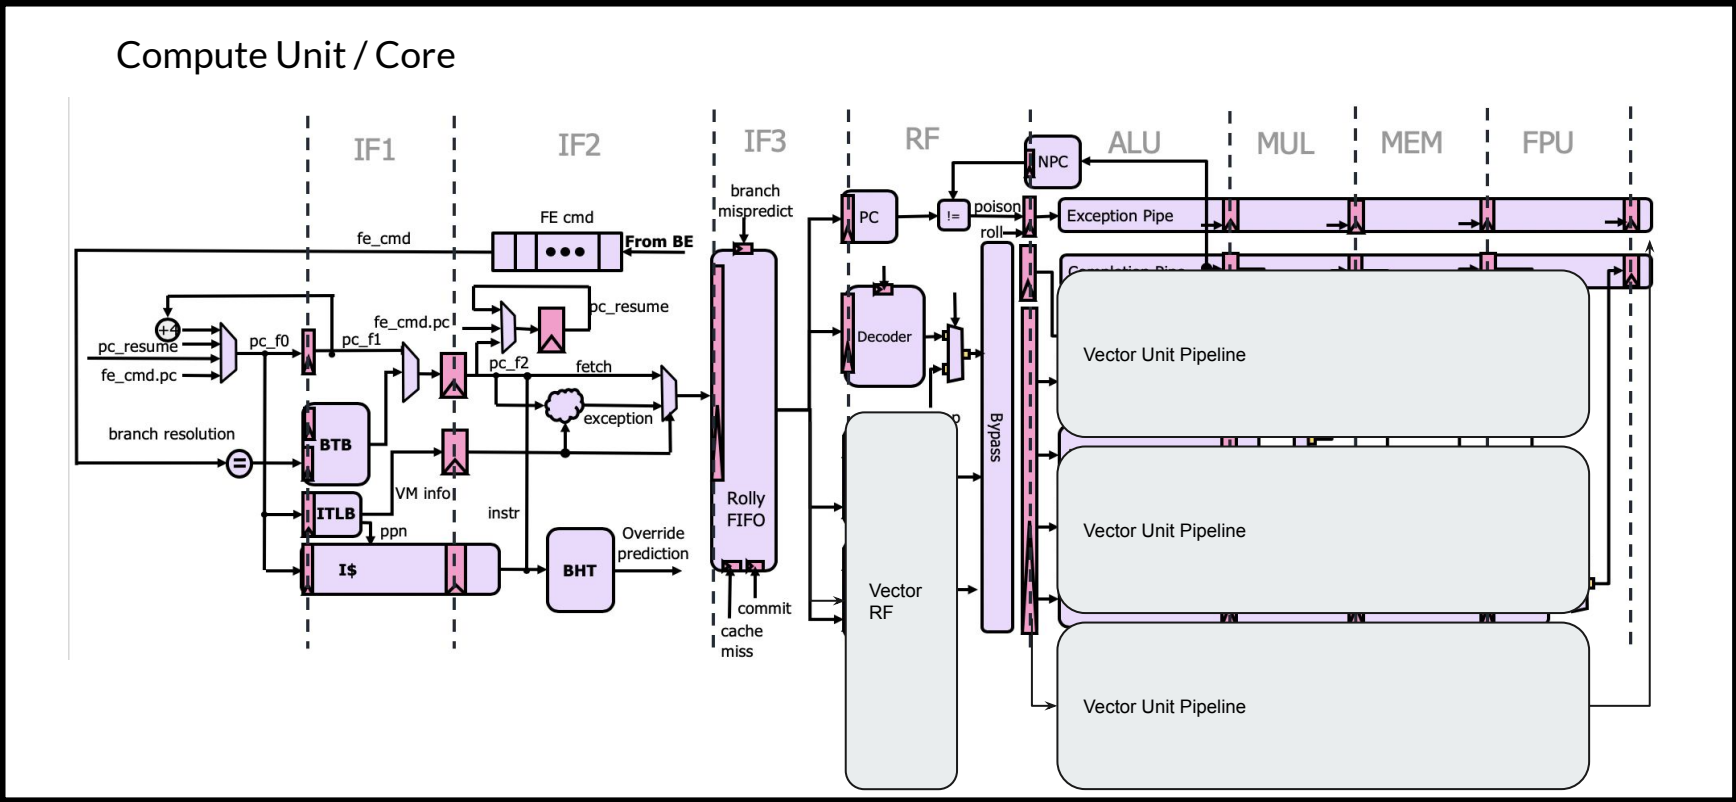 Compute Unit / Core
IF1
IF2
IF3
RF
ALU
MUL
MEM
FPU
NPC
branch
mispredict
PC
!=
poison
roll
Exception Pipe
FE cmd
fe_cmd
From BE
Completion Pipe
pc_resume
fe_cmd.pc
+4
pc_resume
fe_cmd.pc
pc_f0
pc_f1
pc_f2
fetch
exception
Decoder
Bypass
Vector Unit Pipeline
branch resolution
=
BTB
VM info
ITLB
ppn
instr
Rolly
FIFO
Override
prediction
I$
BHT
commit
cache
miss
p
Vector
RF
Vector Unit Pipeline
Vector Unit Pipeline